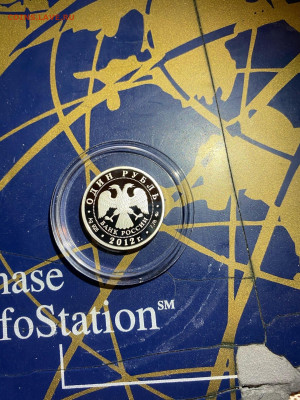 ОДИН РУБЛЬ
БАНК РОССИИ
2012 г.
hase
foStation℠